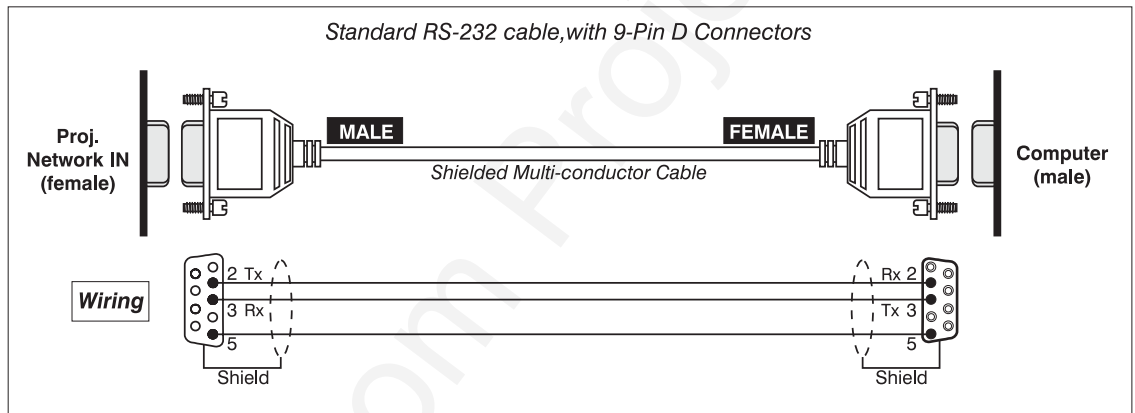 Standard RS-232 cable,with 9-Pin D Connectors
Proj.
Network IN
(female)
MALE
FEMALE
Shielded Multi-conductor Cable
Computer
(male)
Wiring
2 Tx
Rx 2
3 Rx
Tx 3
5
5
Shield
Shield